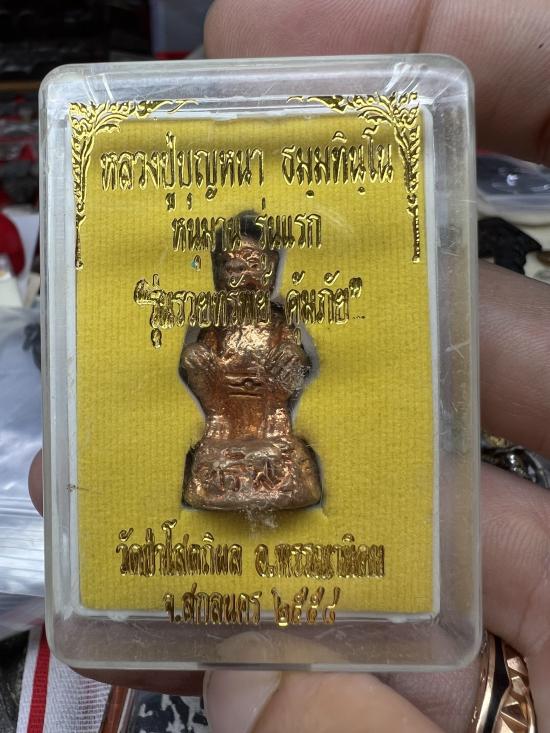 หลวงปู่บุญหนา ธมฺมทินฺโน
หนุมาน รุ่นแรก
"รุ่นรวยทรัพย์ คุ้มภัย"
วัดป่าโสตถิผล อ.พรรณานิคม
จ.สกลนคร ๒๕๕๔